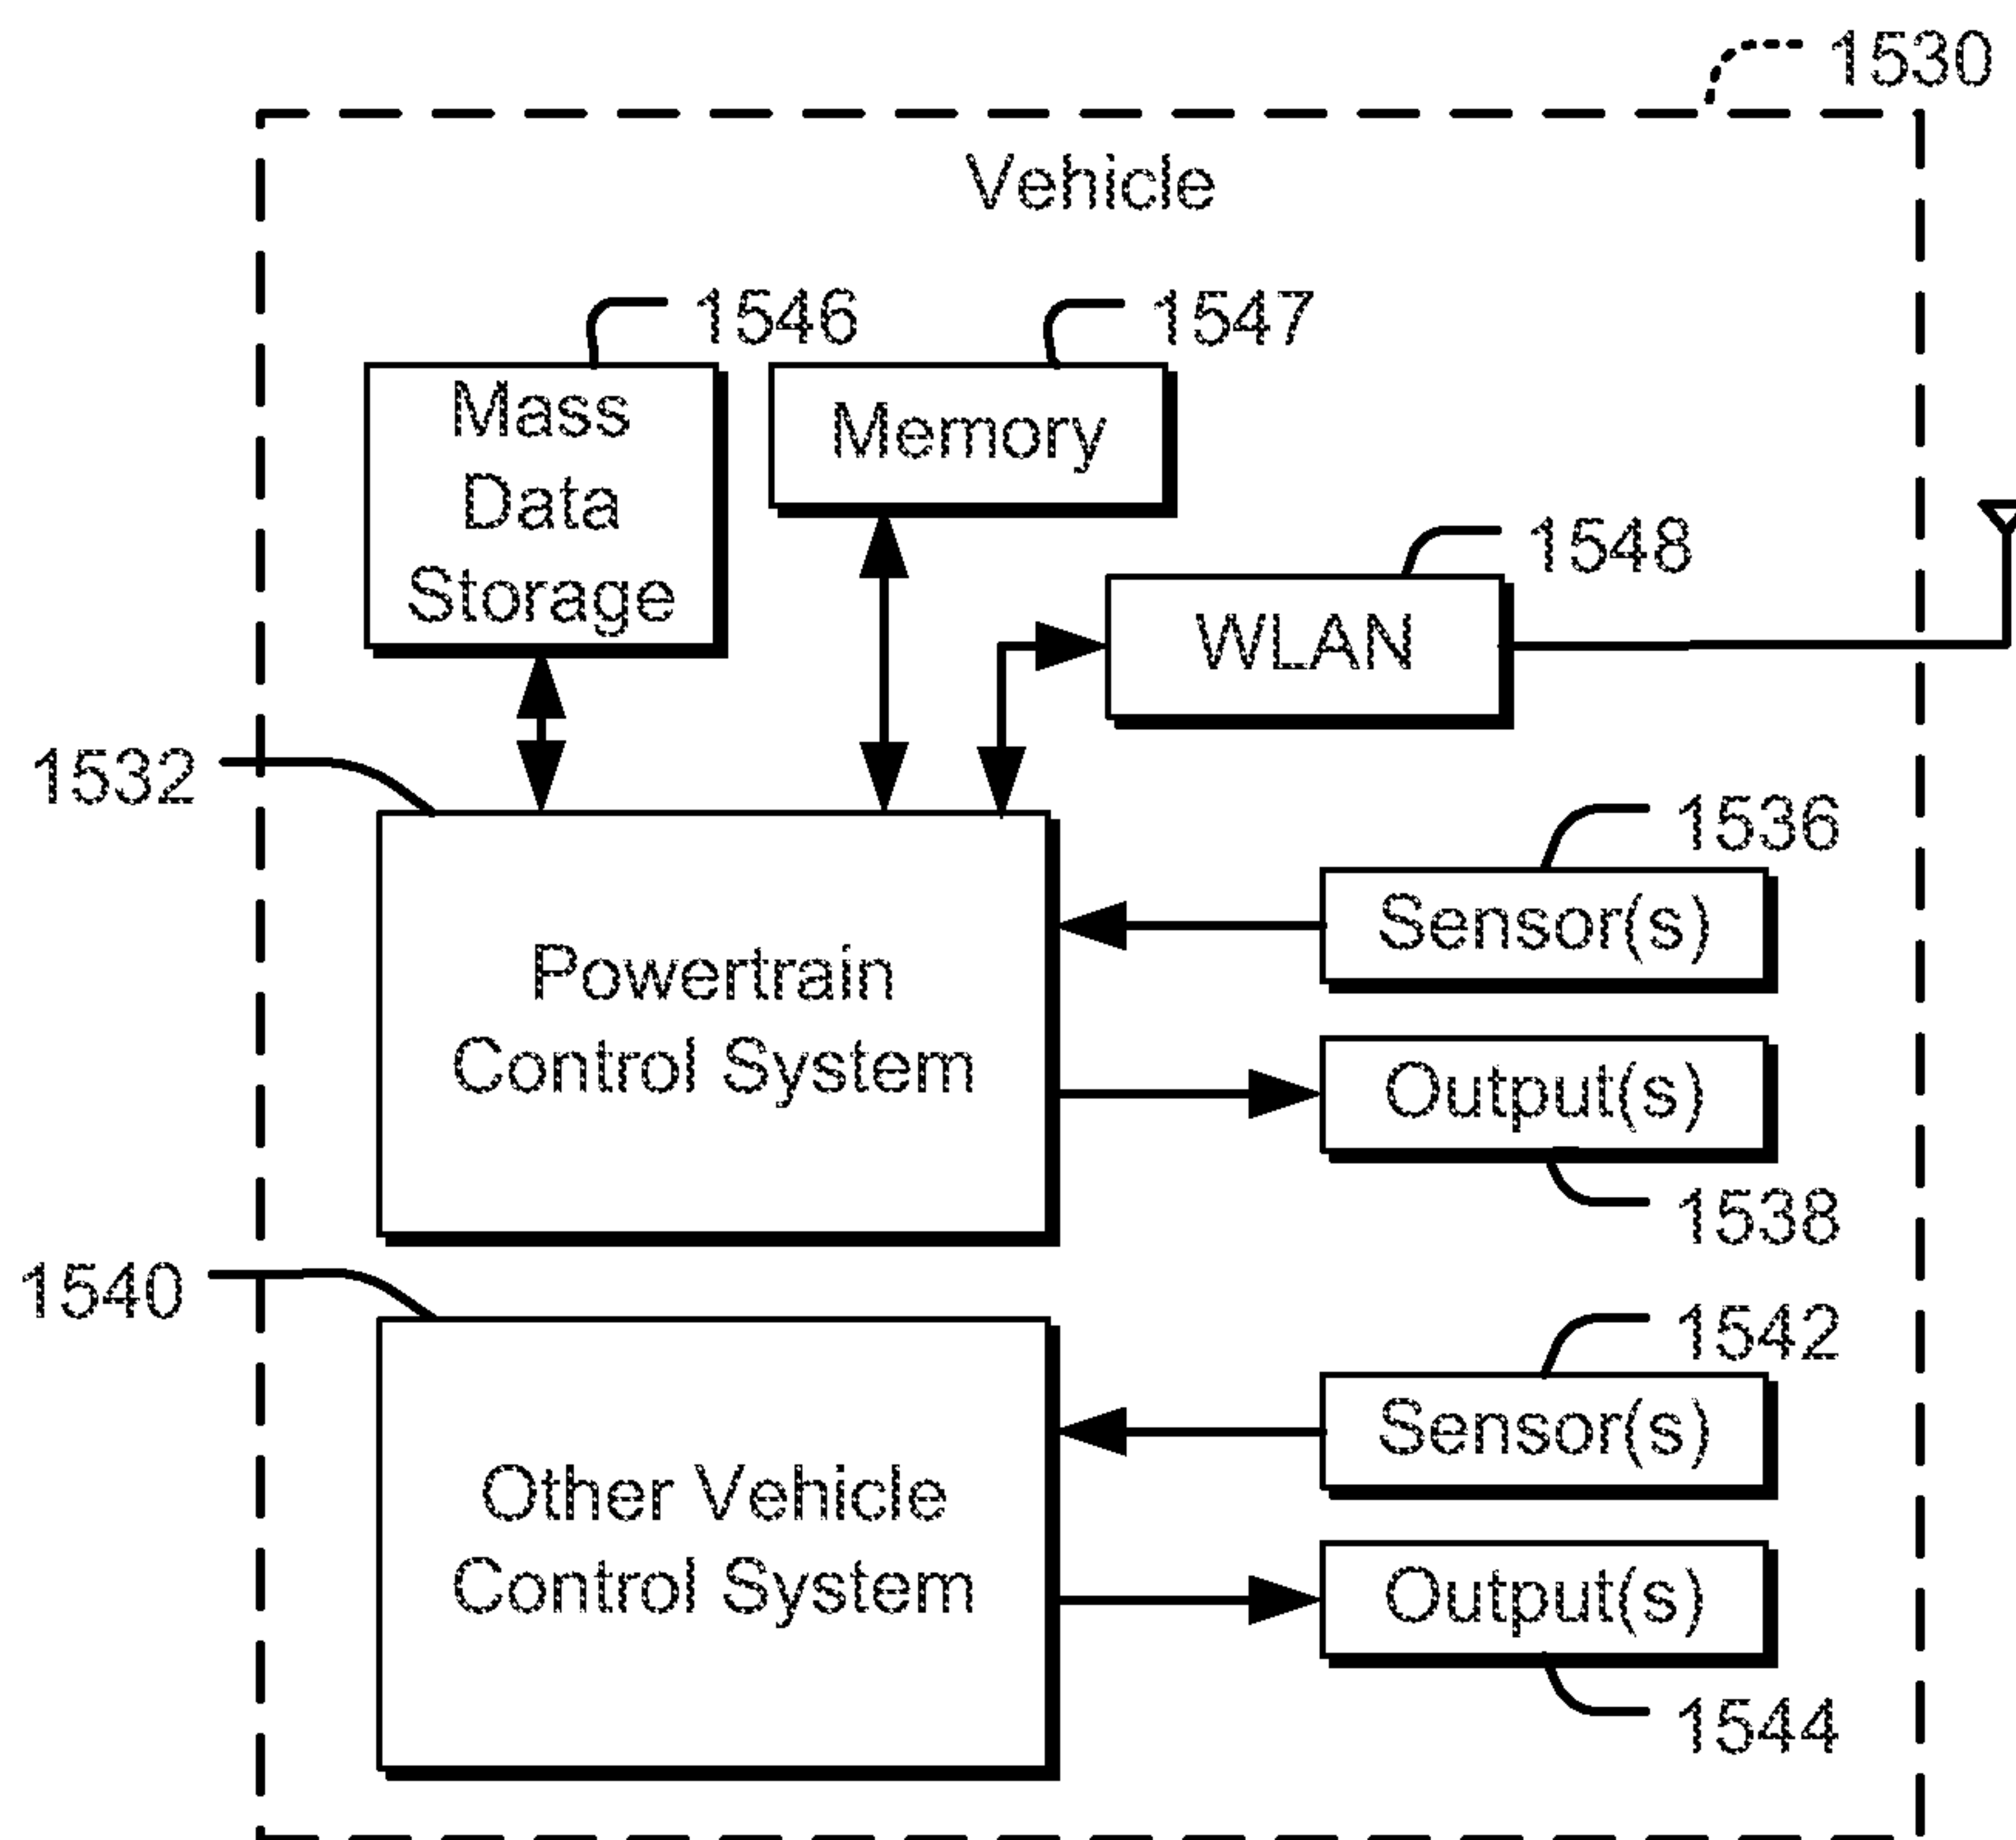 1530
Vehicle
1546
1547
Mass
Data
Storage
Memory
1548
WLAN
1532
1536
Sensor(s)
Powertrain
Control System
Output(s)
1538
1540
1542
Sensor(s)
Other Vehicle
Control System
Output(s)
1544